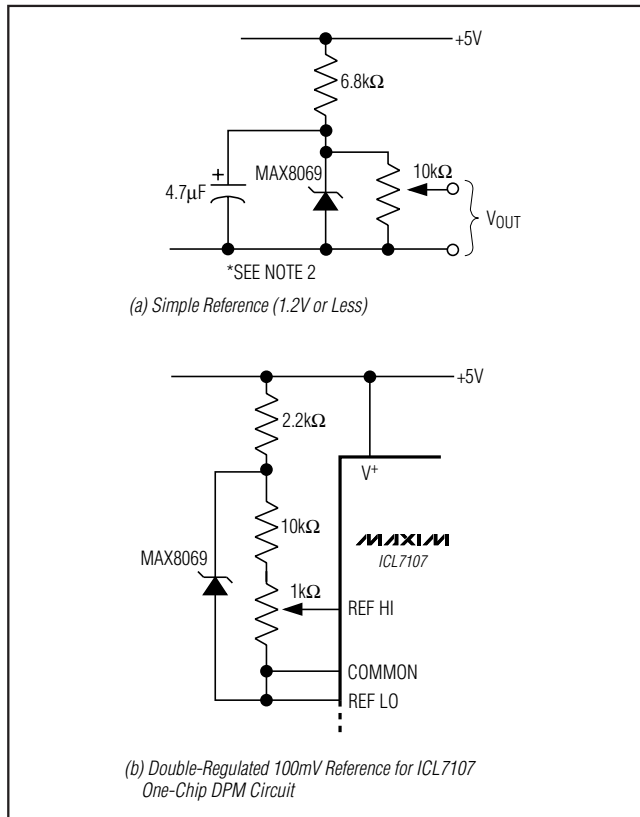 +5V
6.8kΩ
+
4.7µF
MAX8069
10kΩ
VOUT
*SEE NOTE 2
(a) Simple Reference (1.2V or Less)
+5V
2.2kΩ
V+
10kΩ
MAXIM
ICL7107
MAX8069
1kΩ
REF HI
COMMON
REF LO
(b) Double-Regulated 100mV Reference for ICL7107
One-Chip DPM Circuit